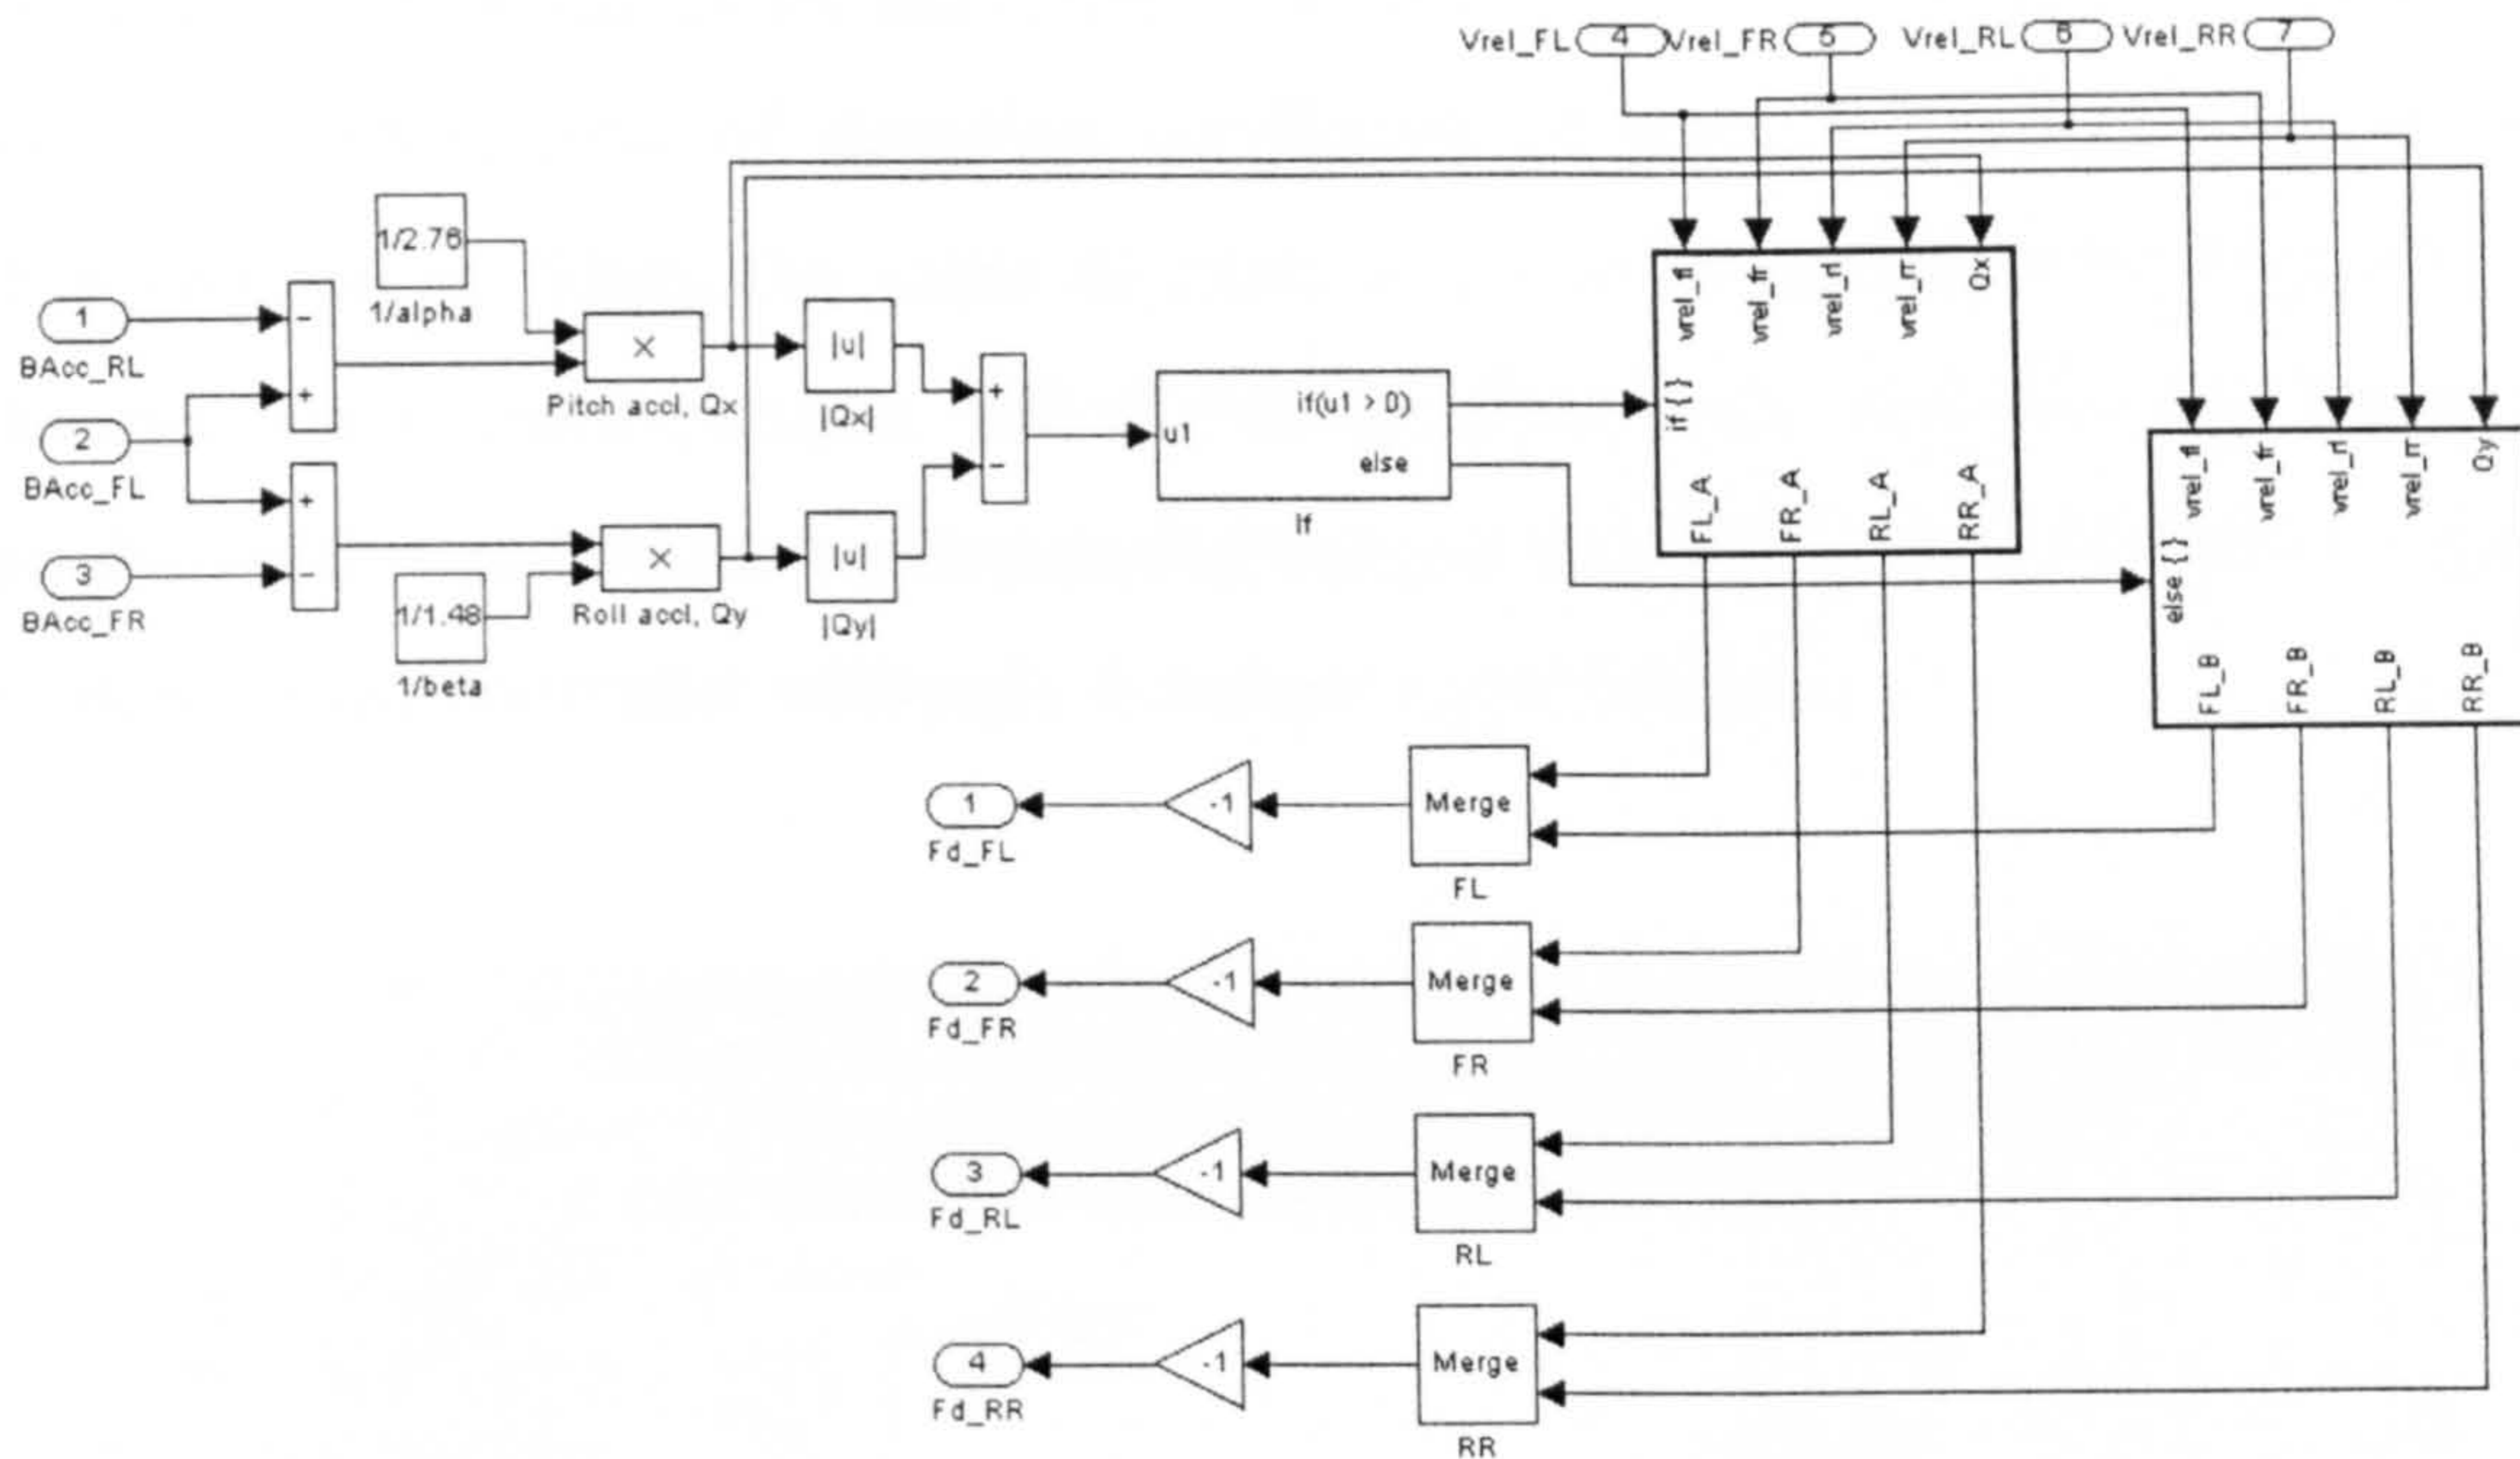 Vrel_FL 4 Vrel_FR 5 Vrel_RL 6 Vrel_RR 7
1/2.76
1/alpha
1
BAcc_RL
2
BAcc_FL
3
BAcc_FR
-
+
+
-
×
Pitch accl, Qx
1/1.48
1/beta
×
Roll accl, Qy
|u|
|Qx|
|u|
|Qy|
+
-
u1
if(u1 > 0)
else
If
vrel_fl
vrel_fr
vrel_rl
vrel_rr
Qx
if { }
FL_A
FR_A
RL_A
RR_A
vrel_fl
vrel_fr
vrel_rl
vrel_rr
Qy
else { }
FL_B
FR_B
RL_B
RR_B
1
Fd_FL
-1
Merge
FL
2
Fd_FR
-1
Merge
FR
3
Fd_RL
-1
Merge
RL
4
Fd_RR
-1
Merge
RR